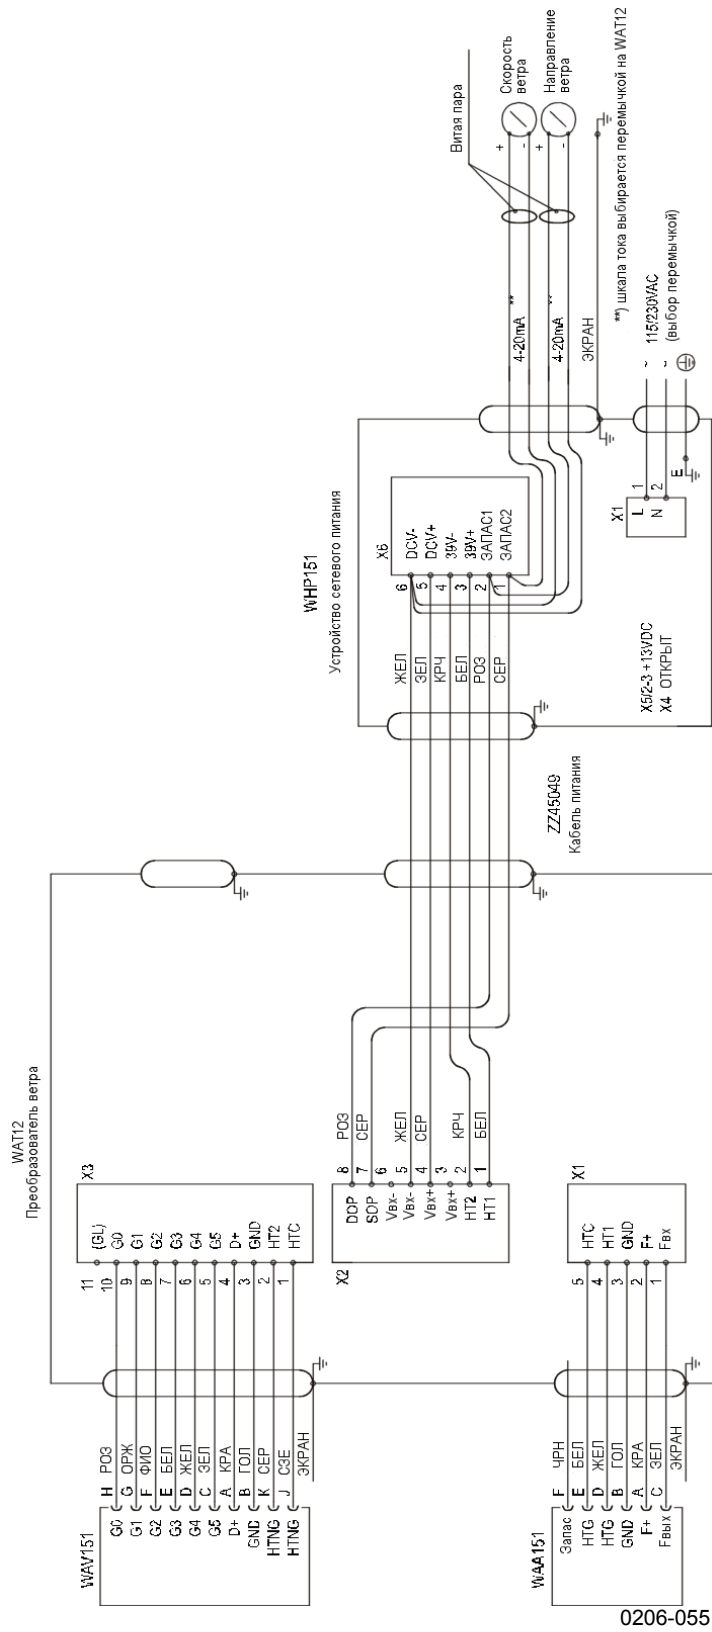 WAT12
Преобразователь ветра
WHP151
Устройство сетевого питания
Витая пара
Скорость
ветра
Направление
ветра
+
-
+
-
**
4-20mA
**
4-20mA
ЭКРАН
**) шкала тока выбирается перемычкой на WAT12
115/230VAC
(выбор перемычкой)
~
~
X1
L 1
N 2
E
X6
6 DCV-
5 DCV+
4 39V-
3 39V+
2 ЗАПАС1
1 ЗАПАС2
ЖЕЛ
ЗЕЛ
КРЧ
БЕЛ
РОЗ
СЕР
X5/2-3 +13VDC
X4 ОТКРЫТ
ZZ45049
Кабель питания
X3
11 (GL)
10 G0
9 G1
8 G2
7 G3
6 G4
5 G5
4 D+
3 GND
2 HT2
1 HTC
X2
DOP 8 РОЗ
SOP 7 СЕР
Vвх- 6
Vвх- 5 ЖЕЛ
Vвх+ 4 СЕР
Vвх+ 3
HT2 2 КРЧ
HT1 1 БЕЛ
X1
5 HTC
4 HT1
3 GND
2 F+
1 Fвх
WAV151
G0 H РОЗ
G1 G ОРЖ
G2 F ФИО
G3 E БЕЛ
G4 D ЖЕЛ
G5 C ЗЕЛ
D+ A КРА
GND B ГОЛ
HTNG K СЕР
HTNG J СЗЕ
ЭКРАН
WAA151
Запас F ЧРН
HTG E БЕЛ
HTG D ЖЕЛ
GND B ГОЛ
F+ A КРА
Fвых C ЗЕЛ
ЭКРАН
0206-055